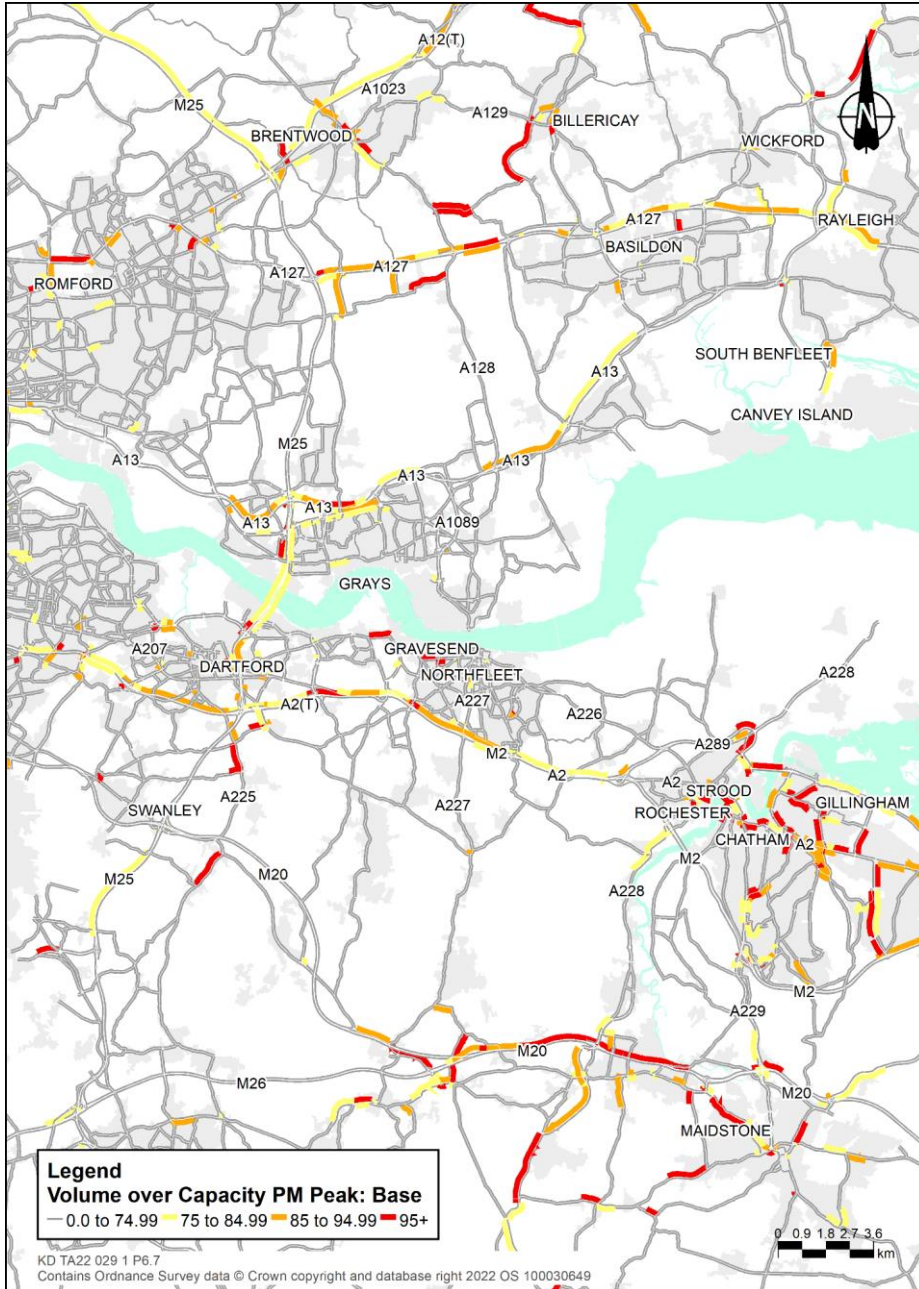 A12(T)
A1023
M25
A129
BILLERICAY
BRENTWOOD
WICKFORD
N
A127
RAYLEIGH
BASILDON
A127
A127
ROMFORD
SOUTH BENFLEET
A128
A13
CANVEY ISLAND
M25
A13
A13
A13
A13
A13
A1089
GRAYS
A207
GRAVESEND
DARTFORD
NORTHFLEET
A228
A227
A2(T)
A226
A289
M2
A2
A2
STROOD
SWANLEY
A225
A227
ROCHESTER
GILLINGHAM
CHATHAM
A2
M2
M25
M20
A228
M2
A229
M20
M26
M20
MAIDSTONE
Legend
Volume over Capacity PM Peak: Base
0.0 to 74.99 75 to 84.99 85 to 94.99 95+
0 0.9 1.8 2.7 3.6
km
KD TA22 029 1 P6.7
Contains Ordnance Survey data © Crown copyright and database right 2022 OS 100030649